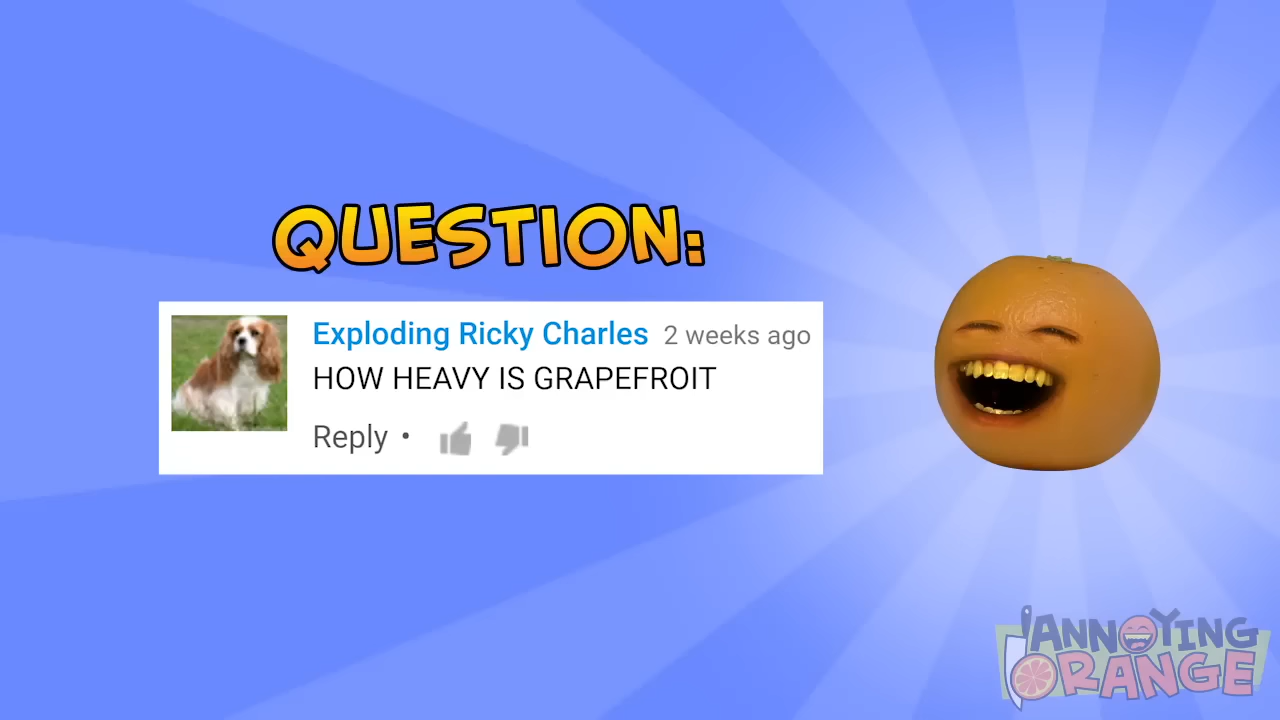 QUESTION:
Exploding Ricky Charles 2 weeks ago
HOW HEAVY IS GRAPEFROIT
Reply •
ANNOYING
ORANGE